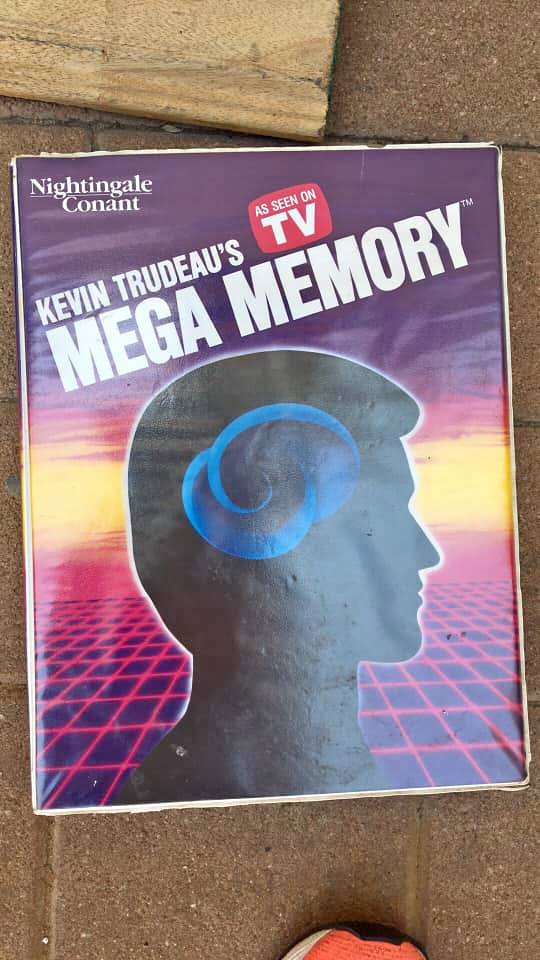 Nightingale
Conant
AS SEEN ON
TV
KEVIN TRUDEAU'S
MEGA MEMORY™